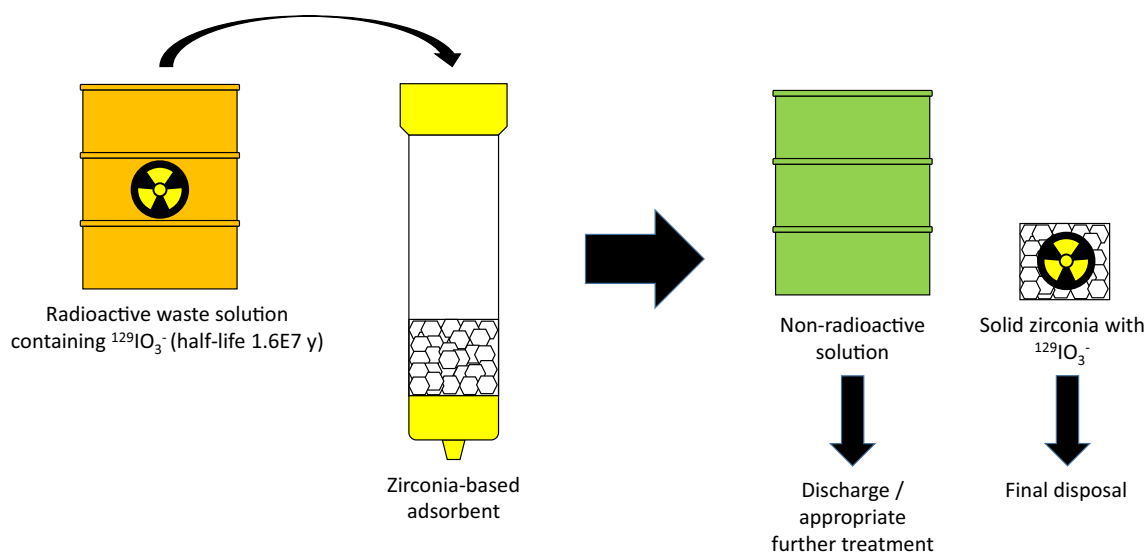 Radioactive waste solution
containing ¹²⁹IO₃⁻ (half-life 1.6E7 y)
Zirconia-based
adsorbent
Non-radioactive
solution
Solid zirconia with
¹²⁹IO₃⁻
Discharge /
appropriate
further treatment
Final disposal